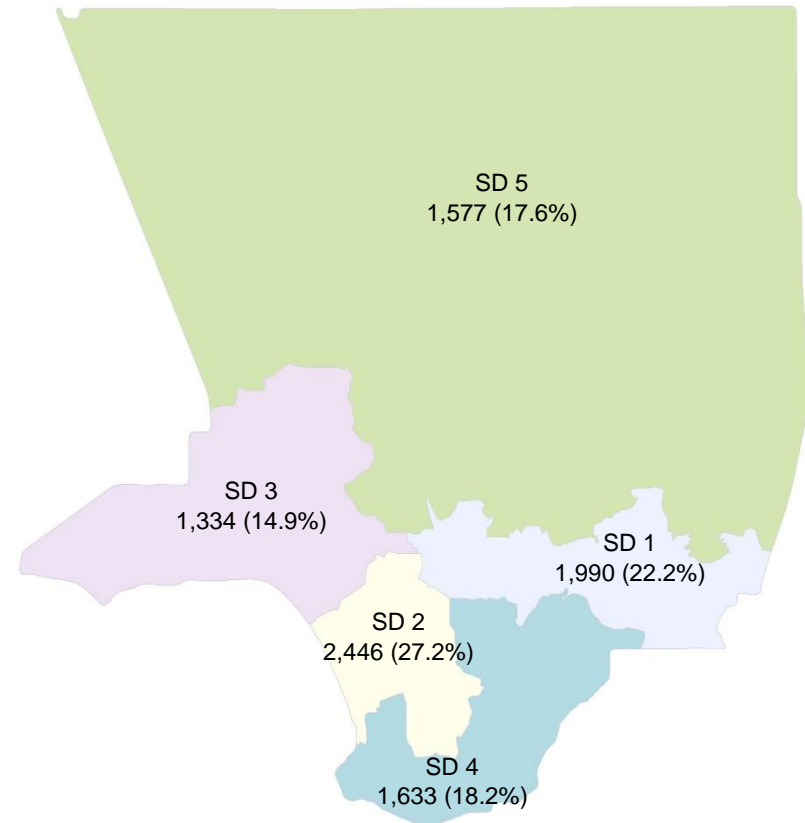 SD 5
1,577 (17.6%)
SD 3
1,334 (14.9%)
SD 1
1,990 (22.2%)
SD 2
2,446 (27.2%)
SD 4
1,633 (18.2%)